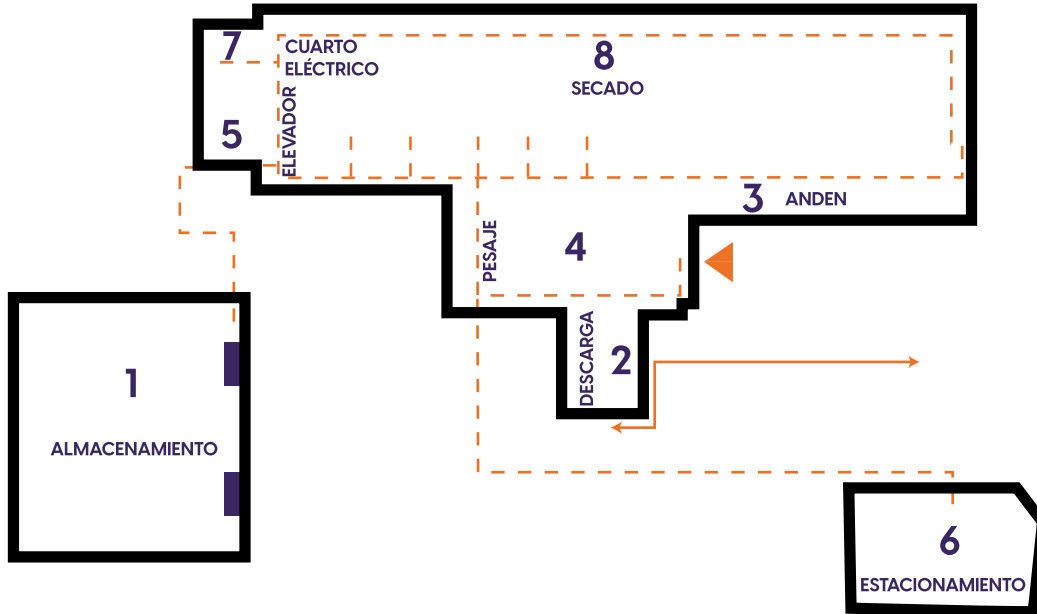 7
CUARTO
ELÉCTRICO
8
SECADO
5
ELEVADOR
3 ANDEN
PESAJE
4
DESCARGA
2
1
ALMACENAMIENTO
6
ESTACIONAMIENTO